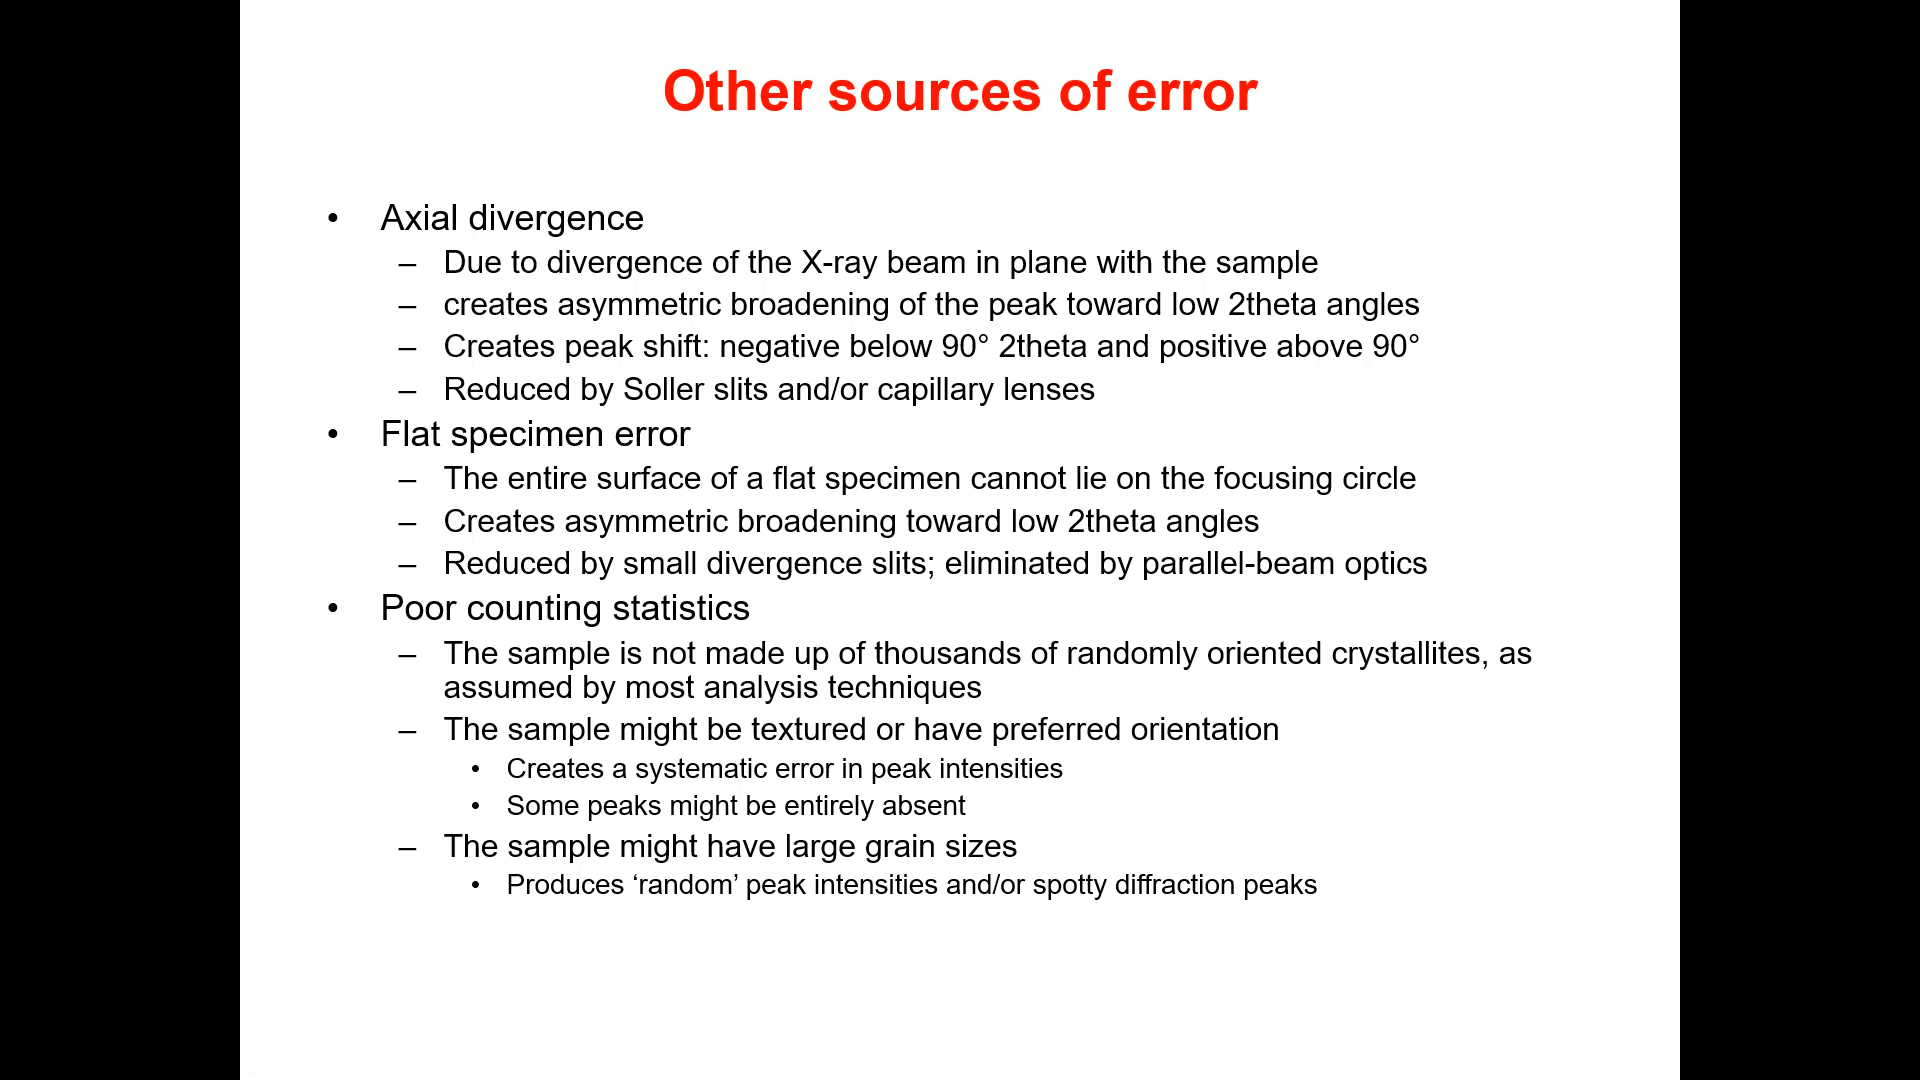 Other sources of error
• Axial divergence
– Due to divergence of the X-ray beam in plane with the sample
– creates asymmetric broadening of the peak toward low 2theta angles
– Creates peak shift: negative below 90° 2theta and positive above 90°
– Reduced by Soller slits and/or capillary lenses
• Flat specimen error
– The entire surface of a flat specimen cannot lie on the focusing circle
– Creates asymmetric broadening toward low 2theta angles
– Reduced by small divergence slits; eliminated by parallel-beam optics
• Poor counting statistics
– The sample is not made up of thousands of randomly oriented crystallites, as
assumed by most analysis techniques
– The sample might be textured or have preferred orientation
• Creates a systematic error in peak intensities
• Some peaks might be entirely absent
– The sample might have large grain sizes
• Produces ‘random’ peak intensities and/or spotty diffraction peaks